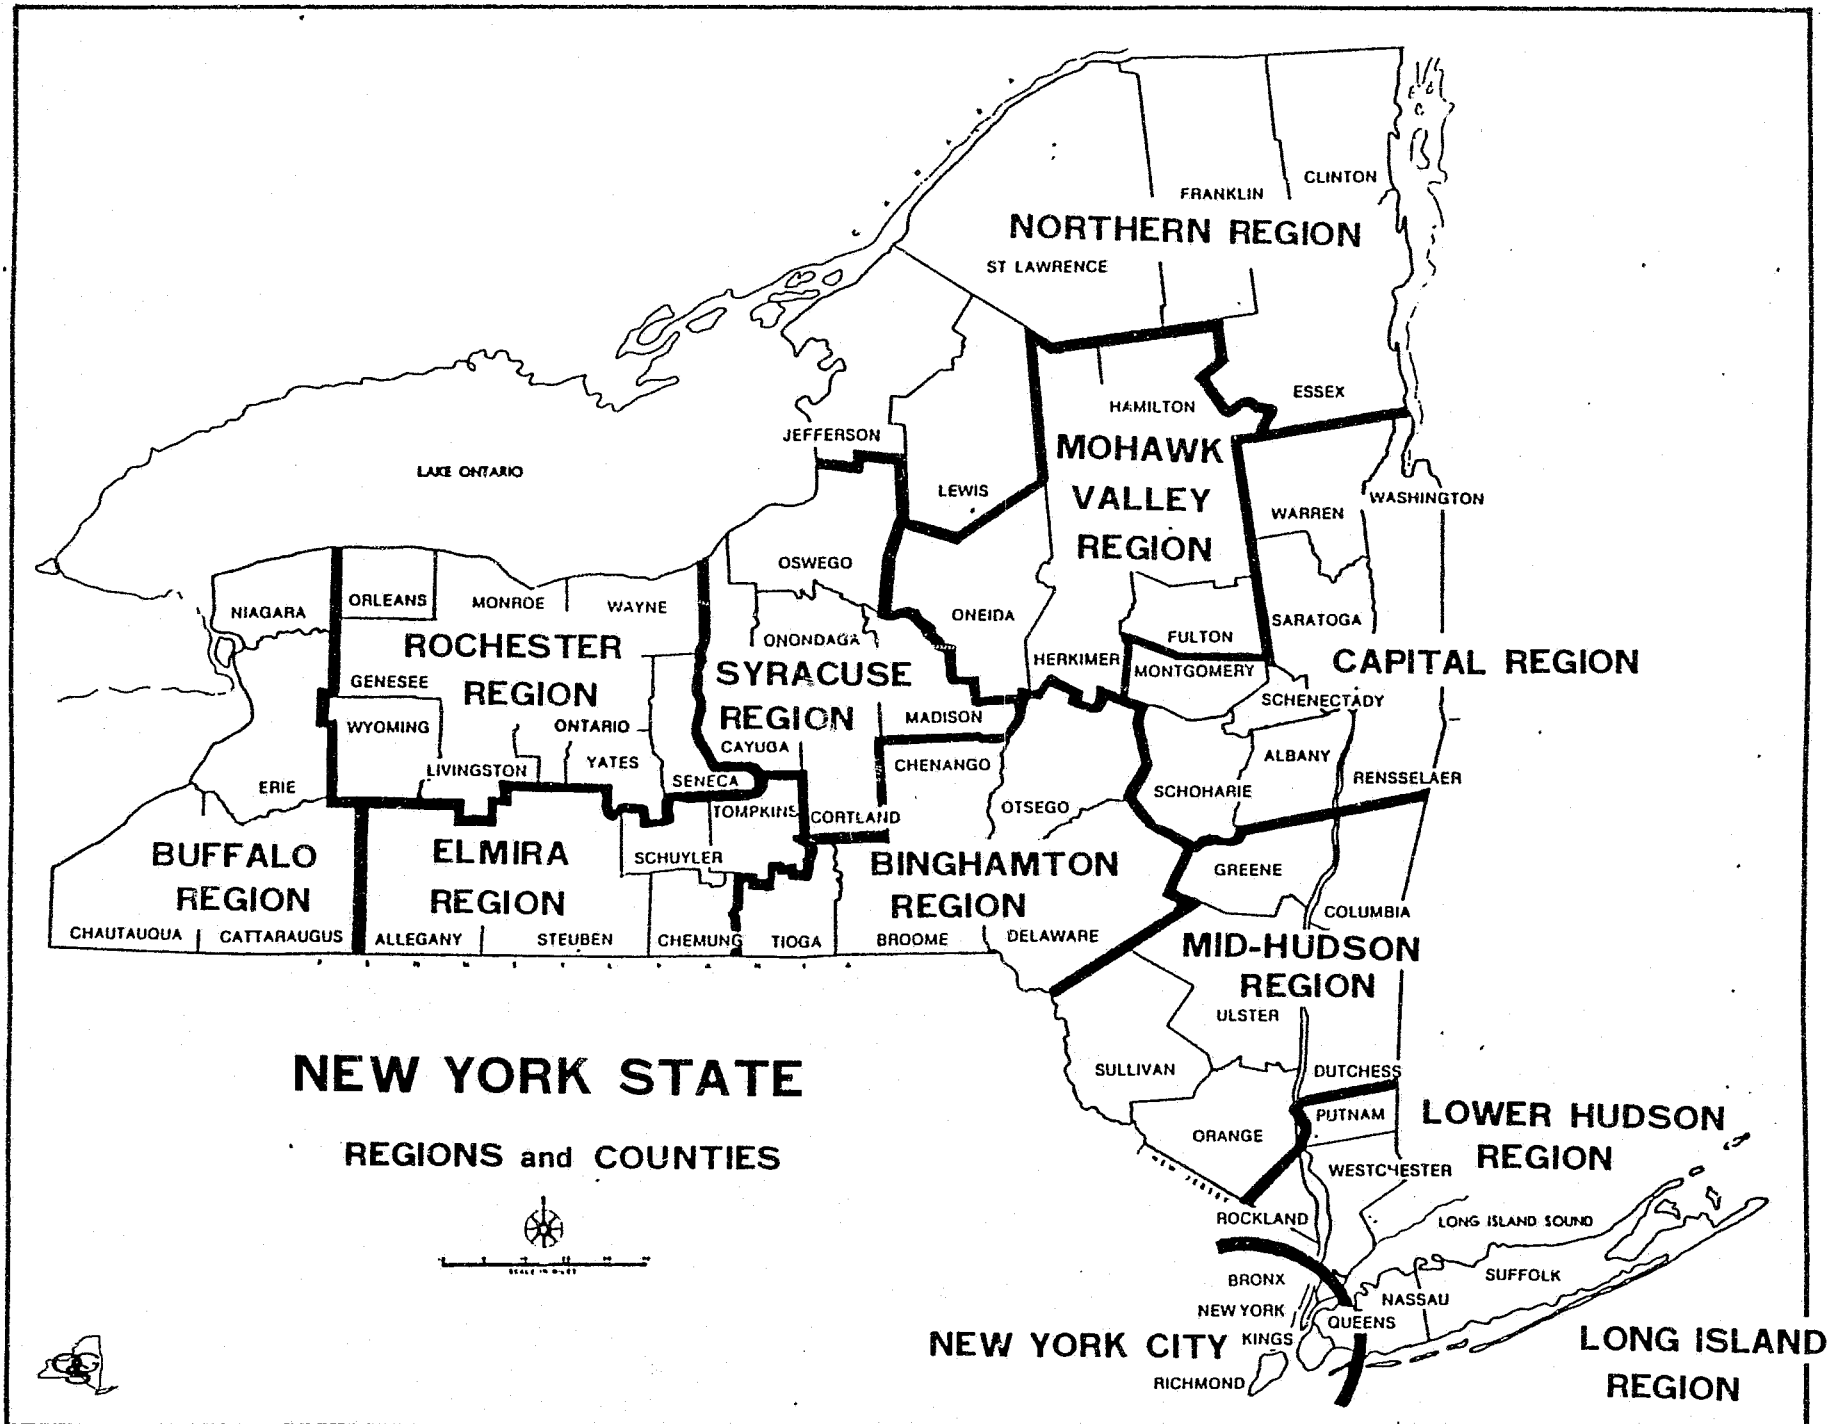 CLINTON
FRANKLIN
NORTHERN REGION
ST LAWRENCE
ESSEX
HAMILTON
JEFFERSON
MOHAWK
VALLEY
REGION
LAKE ONTARIO
LEWIS
WASHINGTON
WARREN
OSWEGO
ORLEANS
MONROE
WAYNE
NIAGARA
ONEIDA
SARATOGA
ROCHESTER
REGION
ONONDAGA
FULTON
HERKIMER
MONTGOMERY
CAPITAL REGION
SYRACUSE
REGION
GENESEE
SCHENECTADY
WYOMING
ONTARIO
MADISON
CAYUGA
YATES
LIVINGSTON
SENECA
CHENANGO
ALBANY
RENSSELAER
ERIE
TOMPKINS
CORTLAND
OTSEGO
SCHOHARIE
BUFFALO
REGION
ELMIRA
REGION
SCHUYLER
BINGHAMTON
REGION
GREENE
COLUMBIA
CHAUTAUQUA
CATTARAUGUS
ALLEGANY
STEUBEN
CHEMUNG
TIOGA
BROOME
DELAWARE
MID-HUDSON
REGION
ULSTER
NEW YORK STATE
SULLIVAN
DUTCHESS
PUTNAM
LOWER HUDSON
REGION
ORANGE
REGIONS and COUNTIES
NEW JERSEY
WESTCHESTER
ROCKLAND
LONG ISLAND SOUND
SCALE IN MILES
BRONX
SUFFOLK
NASSAU
NEW YORK
QUEENS
KINGS
NEW YORK CITY
LONG ISLAND
REGION
RICHMOND